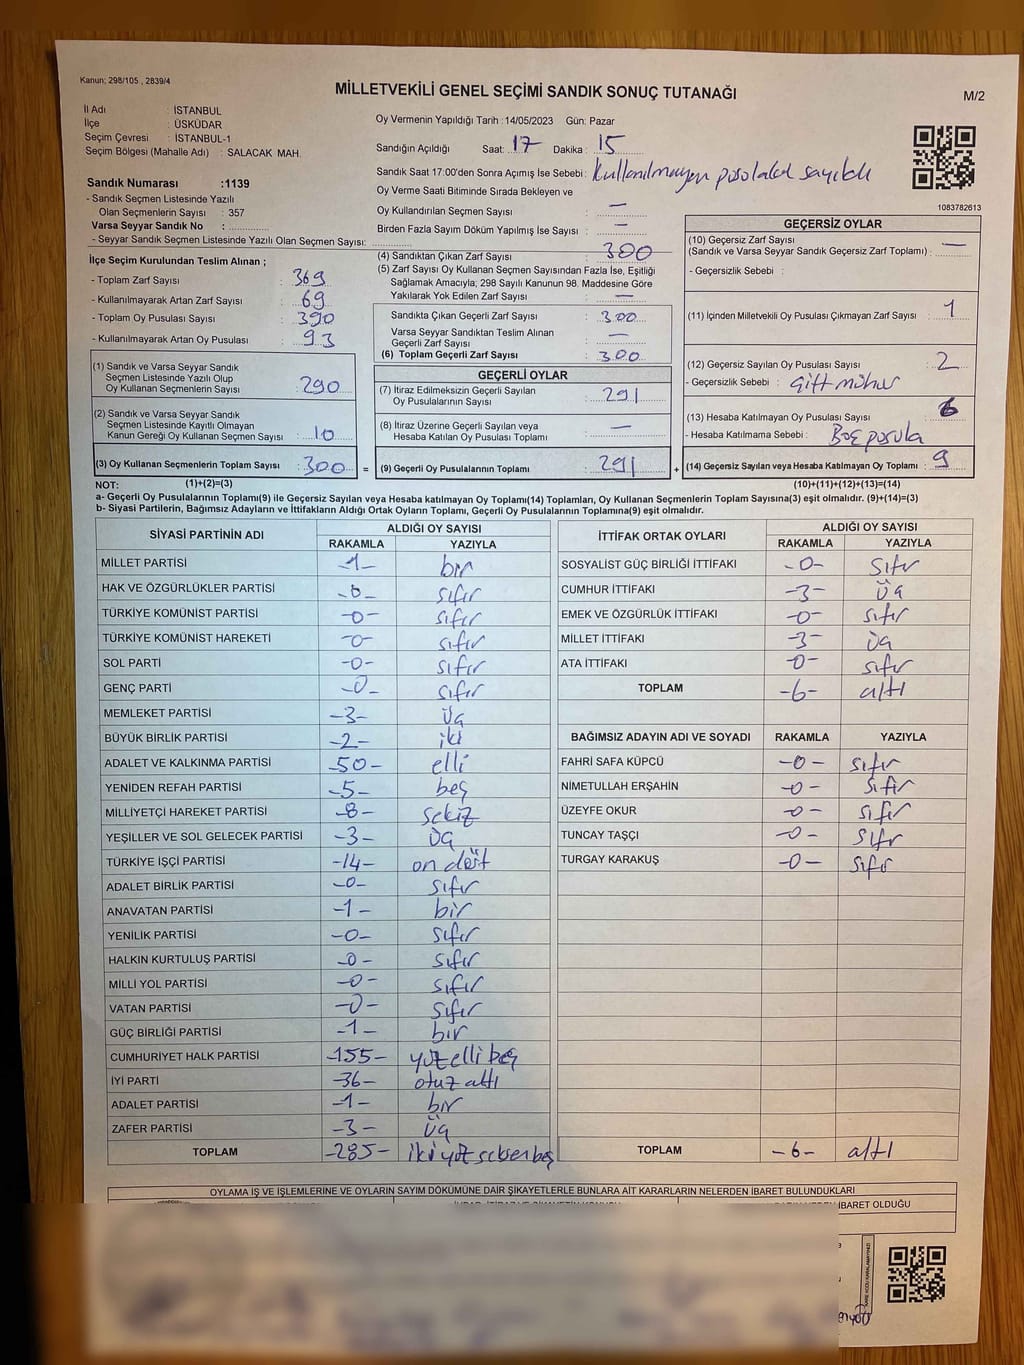 Kanun; 298/105 , 2839/4
MİLLETVEKİLİ GENEL SEÇİMİ SANDIK SONUÇ TUTANAĞI
M/2
İl Adı : İSTANBUL
İlçe : ÜSKÜDAR
Seçim Çevresi : İSTANBUL-1
Seçim Bölgesi (Mahalle Adı) : SALACAK MAH.
Sandık Numarası :1139
- Sandık Seçmen Listesinde Yazılı
Olan Seçmenlerin Sayısı : 357
Varsa Seyyar Sandık No :
- Seyyar Sandık Seçmen Listesinde Yazılı Olan Seçmen Sayısı:
İlçe Seçim Kurulundan Teslim Alınan ;
- Toplam Zarf Sayısı : 369
- Kullanılmayarak Artan Zarf Sayısı : 69
- Toplam Oy Pusulası Sayısı : 390
- Kullanılmayarak Artan Oy Pusulası : 93
Oy Vermenin Yapıldığı Tarih :14/05/2023 Gün: Pazar
Sandığın Açıldığı Saat: 17 Dakika : 15
Sandık Saat 17:00'den Sonra Açımış İse Sebebi : Kullanılmayan pusulalar sayıldı
Oy Verme Saati Bitiminde Sırada Bekleyen ve
Oy Kullandırılan Seçmen Sayısı : —
Birden Fazla Sayım Döküm Yapılmış İse Sayısı : —
(4) Sandıktan Çıkan Zarf Sayısı : 300
(5) Zarf Sayısı Oy Kullanan Seçmen Sayısından Fazla İse, Eşitliği
Sağlamak Amacıyla; 298 Sayılı Kanunun 98. Maddesine Göre
Yakılarak Yok Edilen Zarf Sayısı : —
Sandıkta Çıkan Geçerli Zarf Sayısı : 300
Varsa Seyyar Sandıktan Teslim Alınan
Geçerli Zarf Sayısı : —
(6) Toplam Geçerli Zarf Sayısı : 300
1083782613
GEÇERSİZ OYLAR
(10) Geçersiz Zarf Sayısı
(Sandık ve Varsa Seyyar Sandık Geçersiz Zarf Toplamı) : —
- Geçersizlik Sebebi :
(11) İçinden Milletvekili Oy Pusulası Çıkmayan Zarf Sayısı : 1
(12) Geçersiz Sayılan Oy Pusulası Sayısı : 2
- Geçersizlik Sebebi : Çift mühür
(13) Hesaba Katılmayan Oy Pusulası Sayısı : 6
- Hesaba Katılmama Sebebi : Boş pusula
(14) Geçersiz Sayılan veya Hesaba Katılmayan Oy Toplamı : 9
(1) Sandık ve Varsa Seyyar Sandık
Seçmen Listesinde Yazılı Olup
Oy Kullanan Seçmenlerin Sayısı : 290
(2) Sandık ve Varsa Seyyar Sandık
Seçmen Listesinde Kayıtlı Olmayan
Kanun Gereği Oy Kullanan Seçmen Sayısı : 10
(3) Oy Kullanan Seçmenlerin Toplam Sayısı : 300 =
GEÇERLİ OYLAR
(7) İtiraz Edilmeksizin Geçerli Sayılan
Oy Pusulalarının Sayısı : 291
(8) İtiraz Üzerine Geçerli Sayılan veya
Hesaba Katılan Oy Pusulası Toplamı : —
(9) Geçerli Oy Pusulalarının Toplamı : 291 +
NOT: (1)+(2)=(3) (10)+(11)+(12)+(13)=(14)
a- Geçerli Oy Pusulalarının Toplamı(9) ile Geçersiz Sayılan veya Hesaba katılmayan Oy Toplamı(14) Toplamları, Oy Kullanan Seçmenlerin Toplam Sayısına(3) eşit olmalıdır. (9)+(14)=(3)
b- Siyasi Partilerin, Bağımsız Adayların ve İttifakların Aldığı Ortak Oyların Toplamı, Geçerli Oy Pusulalarının Toplamına(9) eşit olmalıdır.
SİYASİ PARTİNİN ADI ALDIĞI OY SAYISI
RAKAMLA YAZIYLA
MİLLET PARTİSİ -1- bir
HAK VE ÖZGÜRLÜKLER PARTİSİ -0- sıfır
TÜRKİYE KOMÜNİST PARTİSİ -0- sıfır
TÜRKİYE KOMÜNİST HAREKETİ -0- sıfır
SOL PARTİ -0- sıfır
GENÇ PARTİ -0- sıfır
MEMLEKET PARTİSİ -3- üç
BÜYÜK BİRLİK PARTİSİ -2- iki
ADALET VE KALKINMA PARTİSİ -50- elli
YENİDEN REFAH PARTİSİ -5- beş
MİLLİYETÇİ HAREKET PARTİSİ -8- sekiz
YEŞİLLER VE SOL GELECEK PARTİSİ -3- üç
TÜRKİYE İŞÇİ PARTİSİ -14- on dört
ADALET BİRLİK PARTİSİ -0- sıfır
ANAVATAN PARTİSİ -1- bir
YENİLİK PARTİSİ -0- sıfır
HALKIN KURTULUŞ PARTİSİ -0- sıfır
MİLLİ YOL PARTİSİ -0- sıfır
VATAN PARTİSİ -0- sıfır
GÜÇ BİRLİĞİ PARTİSİ -1- bir
CUMHURİYET HALK PARTİSİ -155- yüz elli beş
İYİ PARTİ -36- otuz altı
ADALET PARTİSİ -1- bir
ZAFER PARTİSİ -3- üç
TOPLAM -285- iki yüz seksen beş
İTTİFAK ORTAK OYLARI ALDIĞI OY SAYISI
RAKAMLA YAZIYLA
SOSYALİST GÜÇ BİRLİĞİ İTTİFAKI -0- Sıfır
CUMHUR İTTİFAKI -3- üç
EMEK VE ÖZGÜRLÜK İTTİFAKI -0- sıfır
MİLLET İTTİFAKI -3- üç
ATA İTTİFAKI -0- sıfır
TOPLAM -6- altı
BAĞIMSIZ ADAYIN ADI VE SOYADI RAKAMLA YAZIYLA
FAHRİ SAFA KÜPCÜ -0- sıfır
NİMETULLAH ERŞAHİN -0- sıfır
ÜZEYFE OKUR -0- sıfır
TUNCAY TAŞÇI -0- sıfır
TURGAY KARAKUŞ -0- sıfır
TOPLAM -6- altı
OYLAMA İŞ VE İŞLEMLERİNE VE OYLARIN SAYIM DÖKÜMÜNE DAİR ŞİKAYETLERLE BUNLARA AİT KARARLARIN NELERDEN İBARET BULUNDUKLARI
İBARET OLDUĞU